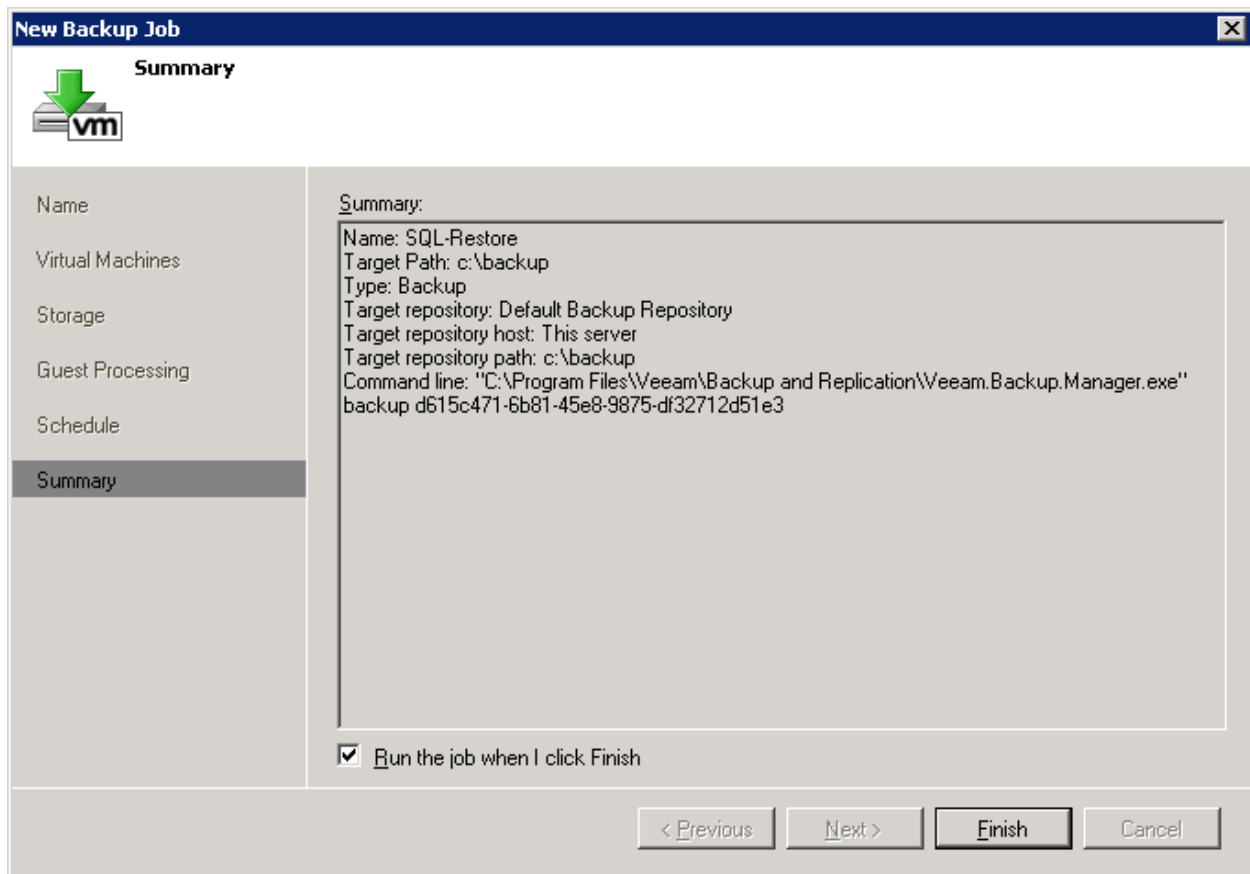 New Backup Job
Summary
vm
Name
Virtual Machines
Storage
Guest Processing
Schedule
Summary
Summary:
Name: SQL-Restore
Target Path: c:\backup
Type: Backup
Target repository: Default Backup Repository
Target repository host: This server
Target repository path: c:\backup
Command line: "C:\Program Files\Veeam\Backup and Replication\Veeam.Backup.Manager.exe"
backup d615c471-6b81-45e8-9875-df32712d51e3
Run the job when I click Finish
< Previous
Next >
Finish
Cancel